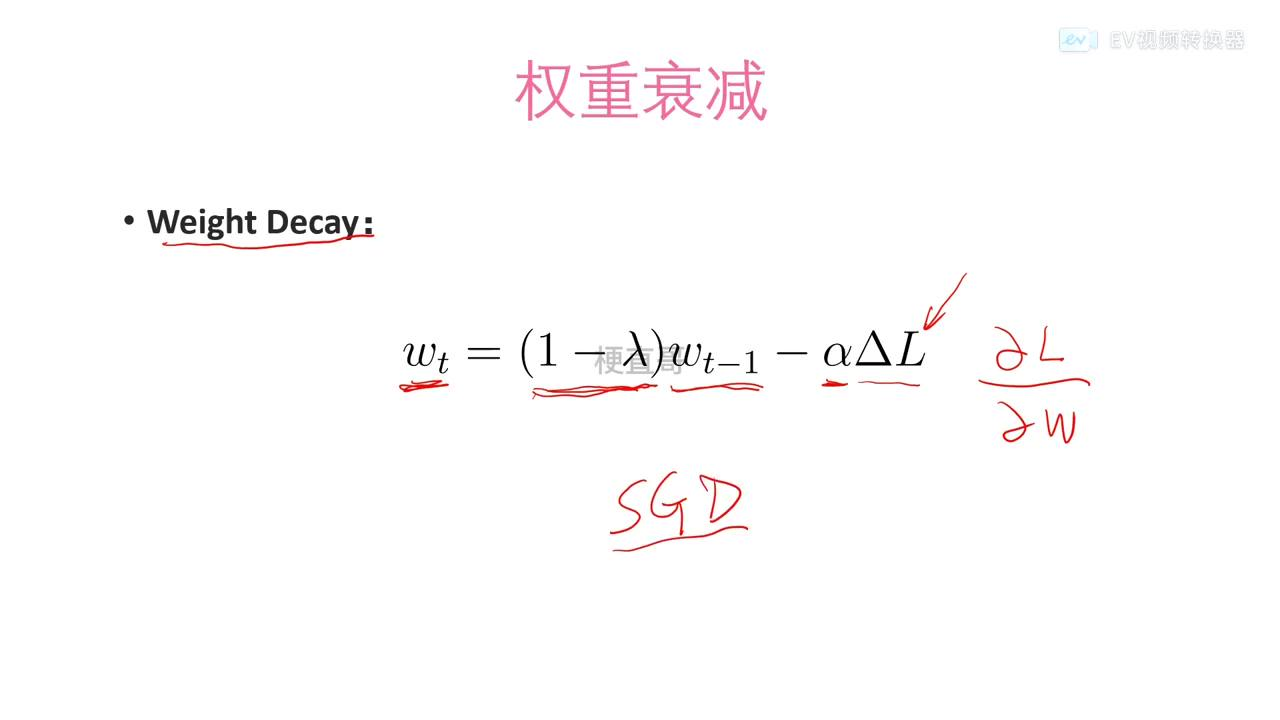 EV视频转换器
权重衰减
• Weight Decay：
w_t = (1 − λ)w_{t−1} − αΔL
梗直哥
∂L
∂W
SGD